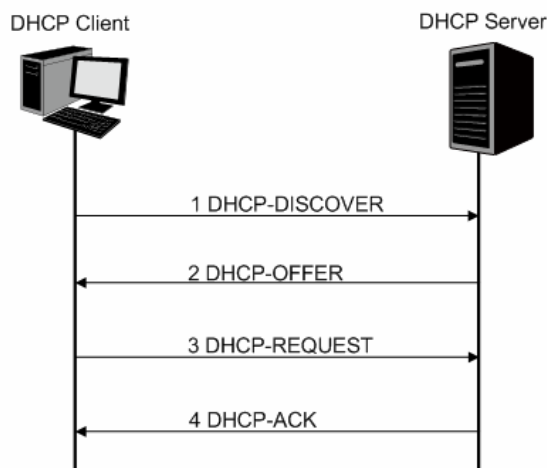 DHCP Client
DHCP Server
1 DHCP-DISCOVER
2 DHCP-OFFER
3 DHCP-REQUEST
4 DHCP-ACK